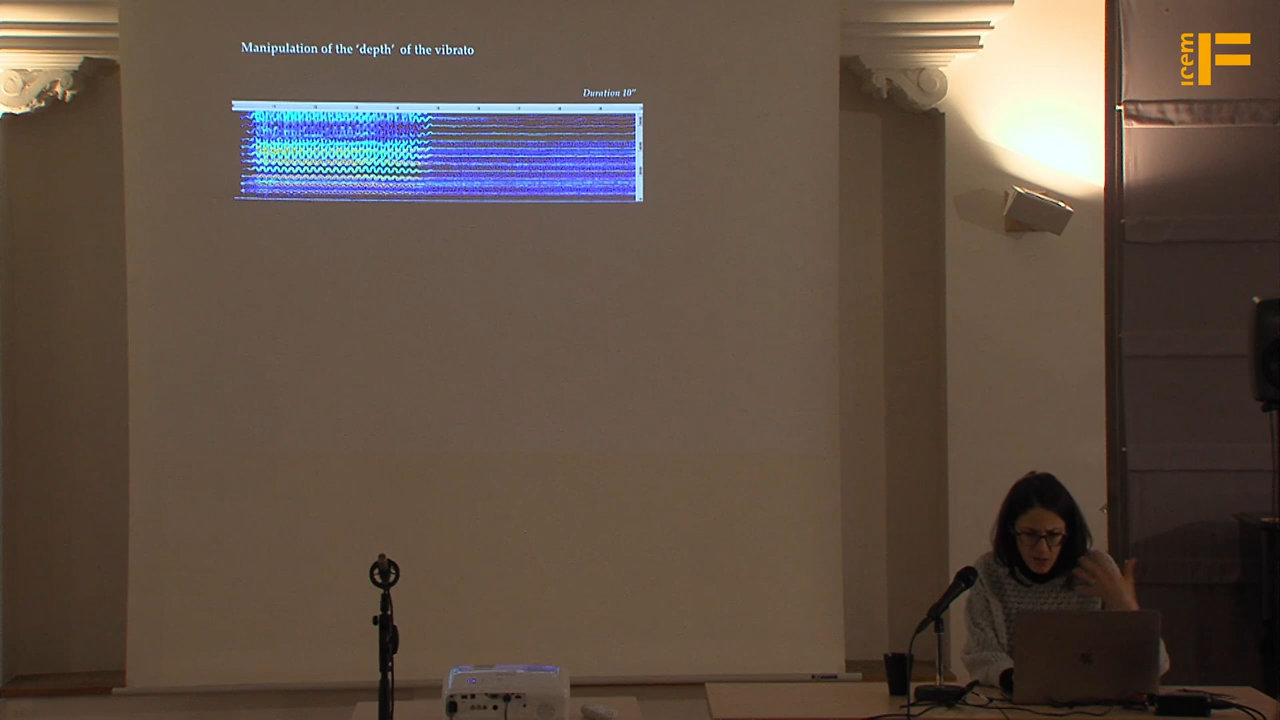 Manipulation of the 'depth' of the vibrato
Duration 10"
icem